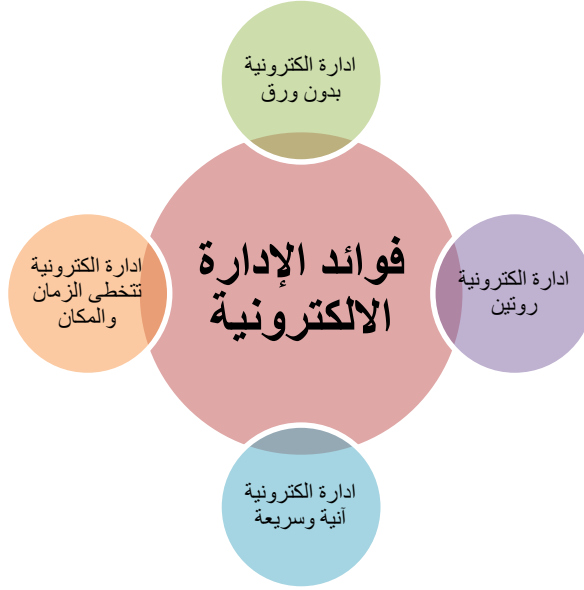 ادارة الكترونية
بدون ورق
فوائد الإدارة
الالكترونية
ادارة الكترونية
روتين
ادارة الكترونية
آنية وسريعة
ادارة الكترونية
تتخطى الزمان
والمكان